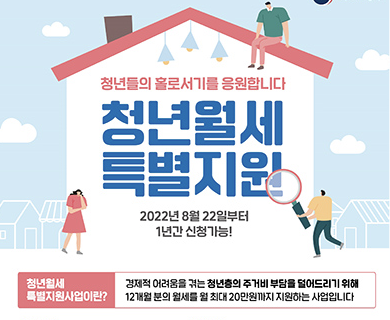 청년들의 홀로서기를 응원합니다
청년월세
특별지원
2022년 8월 22일부터
1년간 신청가능!
청년월세
특별지원사업이란?
경제적 어려움을 겪는 청년층의 주거비 부담을 덜어드리기 위해
12개월 분의 월세를 월 최대 20만원까지 지원하는 사업입니다